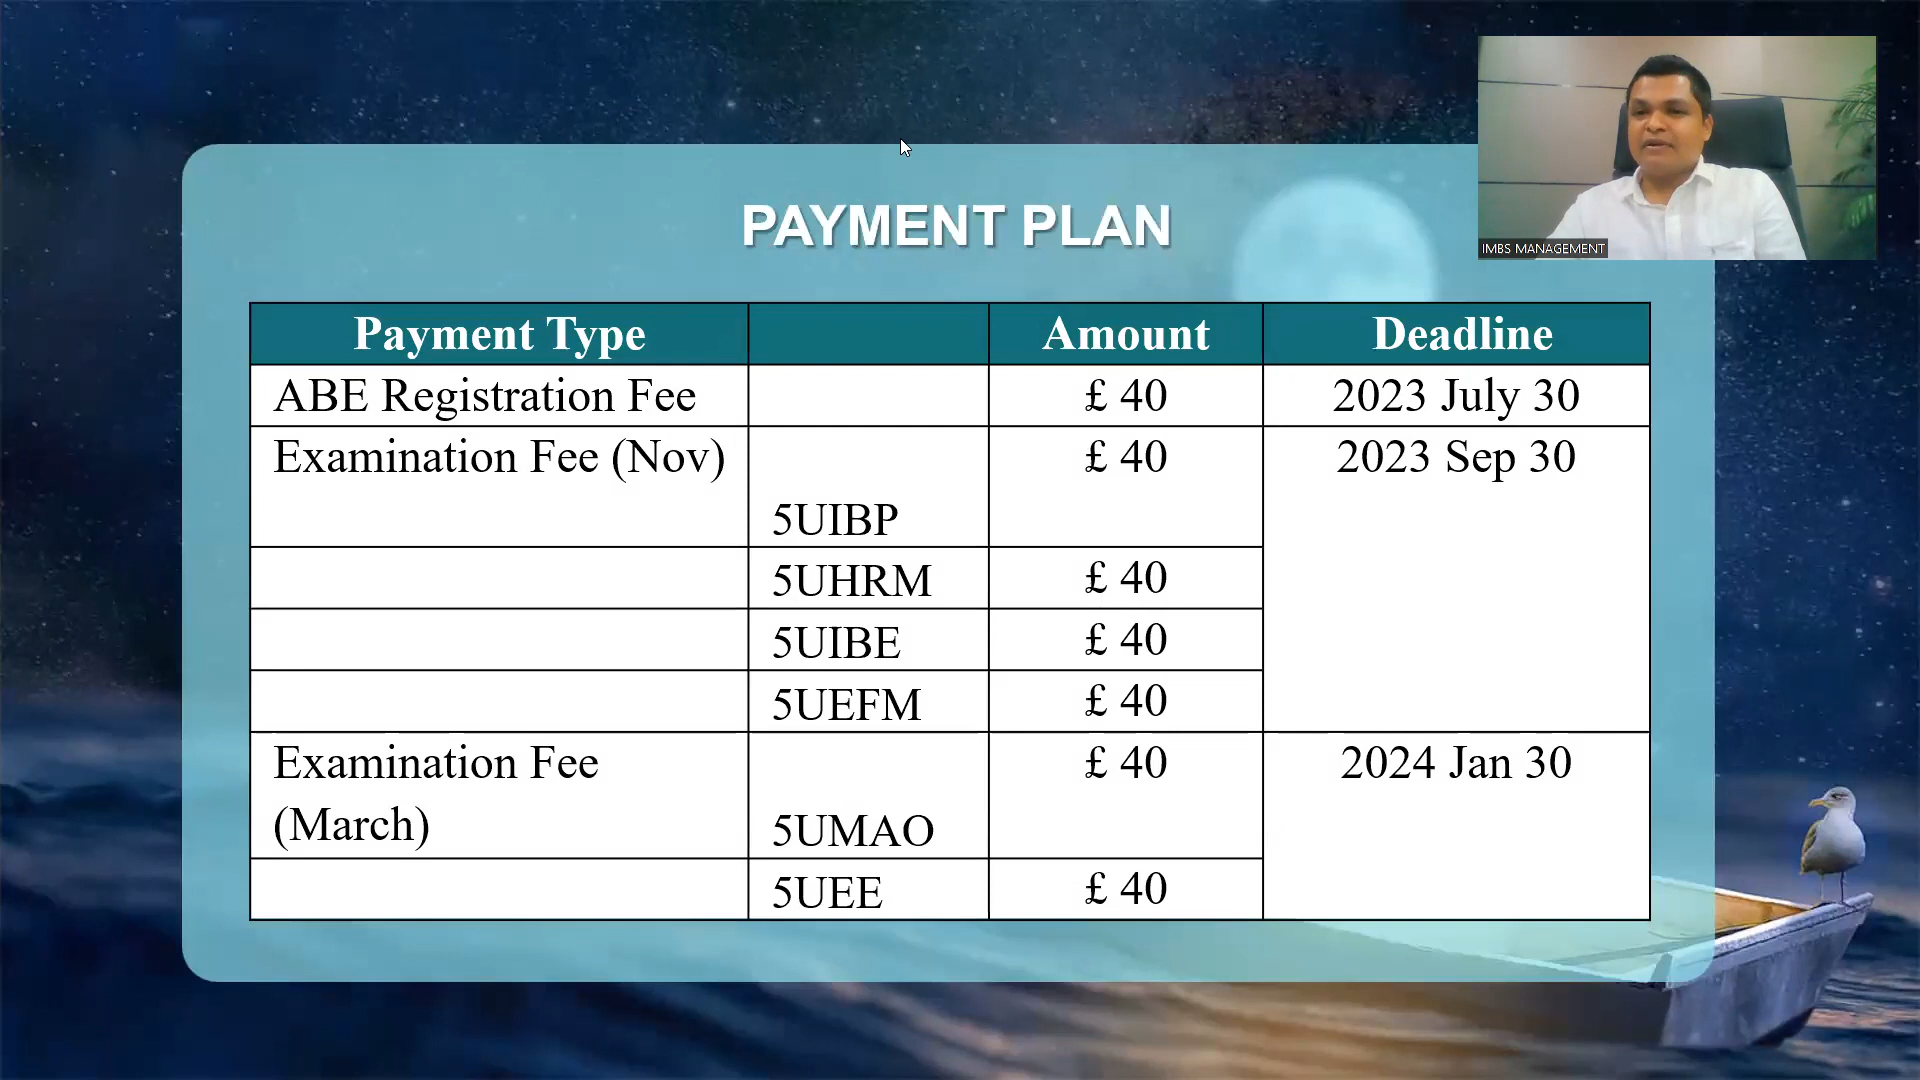 IMBS MANAGEMENT
PAYMENT PLAN
Payment Type Amount Deadline
ABE Registration Fee £ 40 2023 July 30
Examination Fee (Nov) £ 40 2023 Sep 30
5UIBP
5UHRM £ 40
5UIBE £ 40
5UEFM £ 40
Examination Fee £ 40 2024 Jan 30
(March) 5UMAO
5UEE £ 40